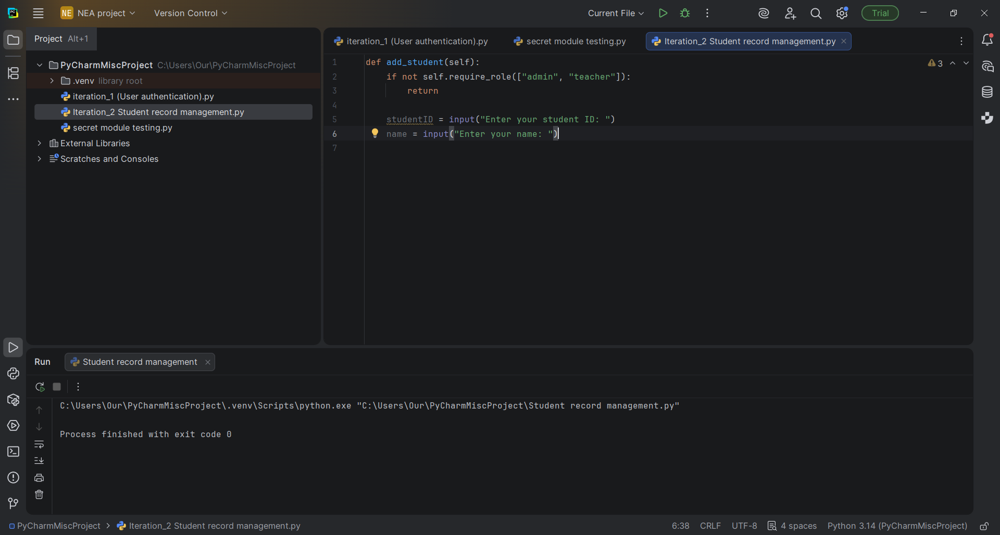 NE NEA project Version Control Current File Trial
Project Alt+1
PyCharmMiscProject C:\Users\Our\PyCharmMiscProject
.venv library root
iteration_1 (User authentication).py
Iteration_2 Student record management.py
secret module testing.py
External Libraries
Scratches and Consoles
iteration_1 (User authentication).py secret module testing.py Iteration_2 Student record management.py
1 def add_student(self):
2 if not self.require_role(["admin", "teacher"]):
3 return
4
5 studentID = input("Enter your student ID: ")
6 name = input("Enter your name: ")
7
3
Run Student record management
C:\Users\Our\PyCharmMiscProject\.venv\Scripts\python.exe "C:\Users\Our\PyCharmMiscProject\Student record management.py"
Process finished with exit code 0
PyCharmMiscProject Iteration_2 Student record management.py 6:38 CRLF UTF-8 4 spaces Python 3.14 (PyCharmMiscProject)